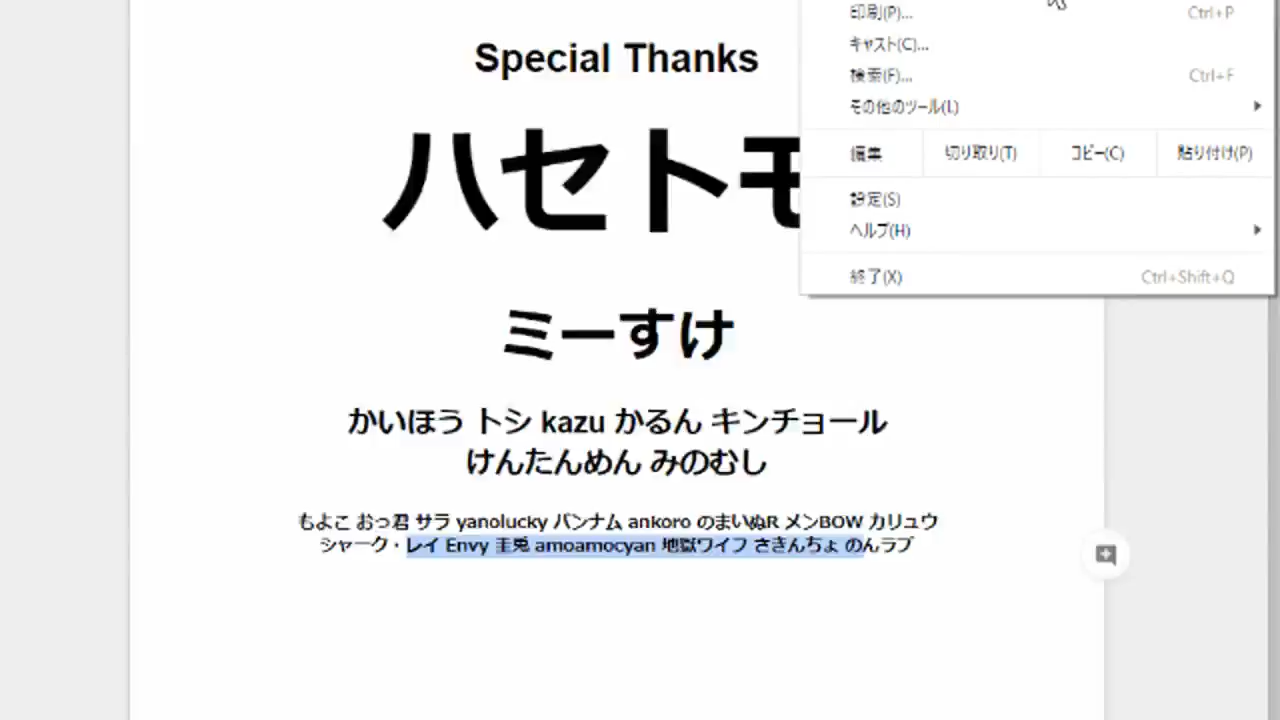 Special Thanks
ハセトモ
ミーすけ
かいほう トシ kazu かるん キンチョール
けんたんめん みのむし
もよこ おっ君 サラ yanolucky バンナム ankoro のまいぬR メンBOW カリュウ
シャーク・レイ Envy 圭兎 amoamocyan 地獄ワイフ さきんちょ のんラブ
印刷(P)... Ctrl+P
キャスト(C)...
検索(F)... Ctrl+F
その他のツール(L)
編集 切り取り(T) コピー(C) 貼り付け(P)
設定(S)
ヘルプ(H)
終了(X) Ctrl+Shift+Q